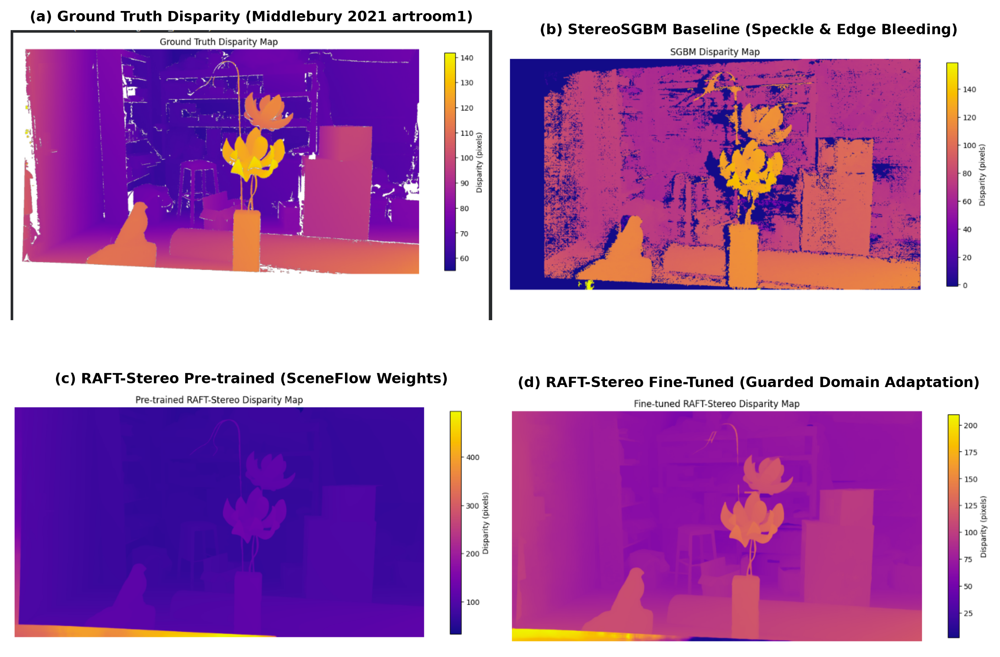 (a) Ground Truth Disparity (Middlebury 2021 artroom1)
Ground Truth Disparity Map
140
130
120
110
100
90
80
70
60
Disparity (pixels)
(b) StereoSGBM Baseline (Speckle & Edge Bleeding)
SGBM Disparity Map
140
120
100
80
60
40
20
0
Disparity (pixels)
(c) RAFT-Stereo Pre-trained (SceneFlow Weights)
Pre-trained RAFT-Stereo Disparity Map
400
300
200
100
Disparity (pixels)
(d) RAFT-Stereo Fine-Tuned (Guarded Domain Adaptation)
Fine-tuned RAFT-Stereo Disparity Map
200
175
150
125
100
75
50
25
Disparity (pixels)